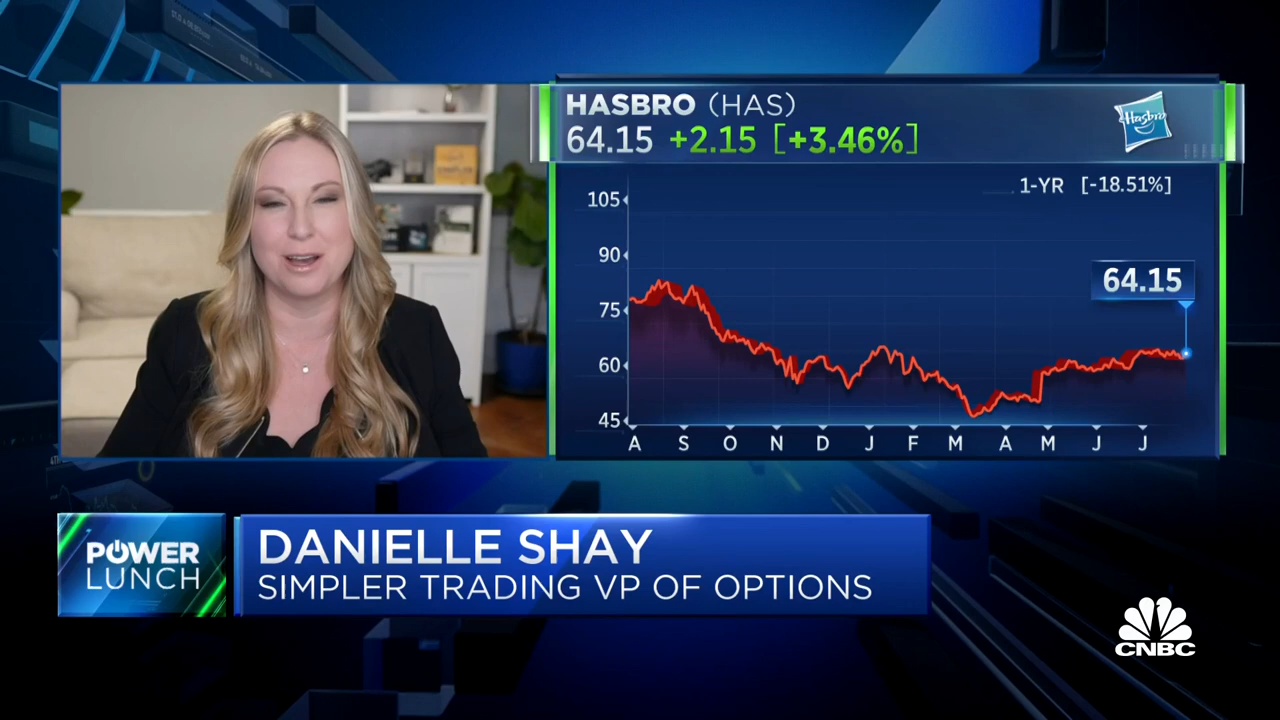 HASBRO (HAS)
64.15 +2.15 [+3.46%]
Hasbro
1-YR [-18.51%]
105
90
75
60
45
64.15
A S O N D J F M A M J J
POWER
LUNCH
DANIELLE SHAY
SIMPLER TRADING VP OF OPTIONS
CNBC